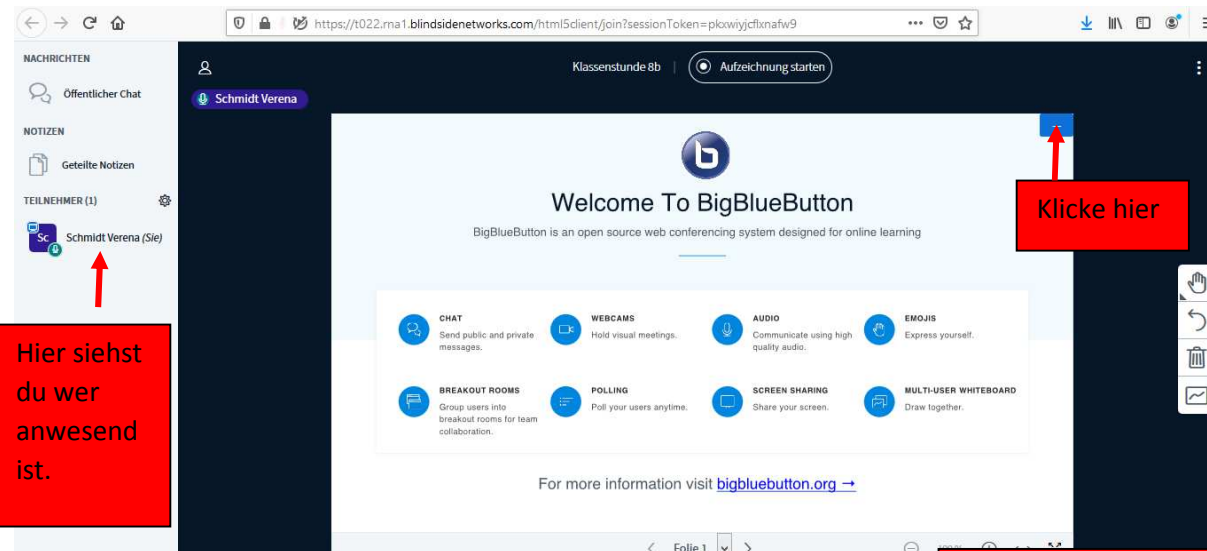 https://t022.rna1.blindsidenetworks.com/html5client/join?sessionToken=pkxwiyjcflxnafw9
NACHRICHTEN
Öffentlicher Chat
NOTIZEN
Geteilte Notizen
TEILNEHMER (1)
Sc
Schmidt Verena (Sie)
Hier siehst
du wer
anwesend
ist.
Klassenstunde 8b | Aufzeichnung starten
Schmidt Verena
Welcome To BigBlueButton
BigBlueButton is an open source web conferencing system designed for online learning
Klicke hier
CHAT
Send public and private
messages.
WEBCAMS
Hold visual meetings.
AUDIO
Communicate using high
quality audio.
EMOJIS
Express yourself.
BREAKOUT ROOMS
Group users into
breakout rooms for team
collaboration.
POLLING
Poll your users anytime.
SCREEN SHARING
Share your screen.
MULTI-USER WHITEBOARD
Draw together.
For more information visit bigbluebutton.org →
Folie 1